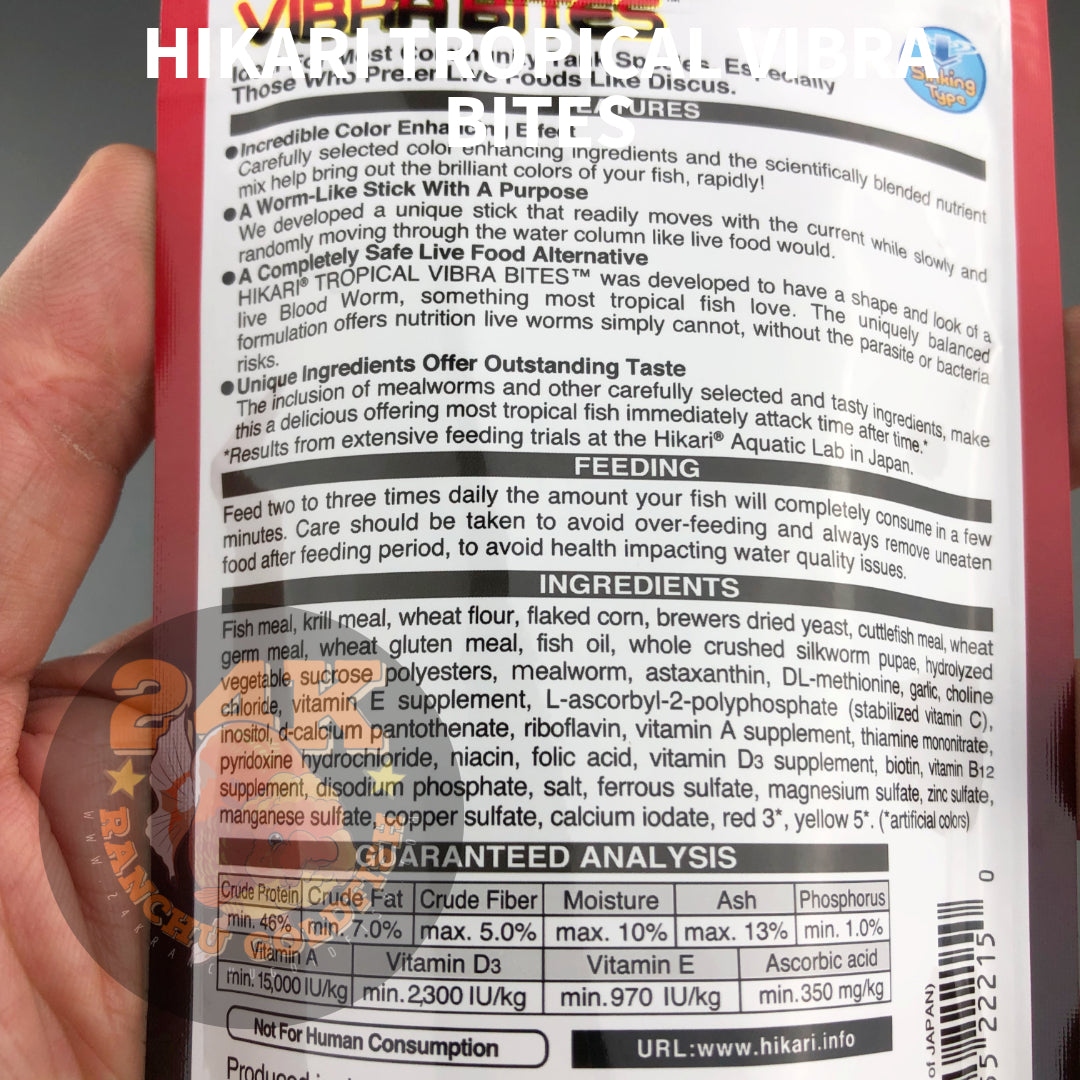 VIBRA BITES™
HIKARI TROPICAL VIBRA
BITES
Most Community Tank Species, Especially
Those Who Prefer Live Foods Like Discus.
Sinking
Type
FEATURES
●Incredible Color Enhancing Effect
Carefully selected color enhancing ingredients and the scientifically blended nutrient
mix help bring out the brilliant colors of your fish, rapidly!
●A Worm-Like Stick With A Purpose
We developed a unique stick that readily moves with the current while slowly and
randomly moving through the water column like live food would.
●A Completely Safe Live Food Alternative
HIKARI® TROPICAL VIBRA BITES™ was developed to have a shape and look of a
live Blood Worm, something most tropical fish love. The uniquely balanced
formulation offers nutrition live worms simply cannot, without the parasite or bacteria
risks.
●Unique Ingredients Offer Outstanding Taste
The inclusion of mealworms and other carefully selected and tasty ingredients, make
this a delicious offering most tropical fish immediately attack time after time.*
*Results from extensive feeding trials at the Hikari® Aquatic Lab in Japan.
FEEDING
Feed two to three times daily the amount your fish will completely consume in a few
minutes. Care should be taken to avoid over-feeding and always remove uneaten
food after feeding period, to avoid health impacting water quality issues.
INGREDIENTS
Fish meal, krill meal, wheat flour, flaked corn, brewers dried yeast, cuttlefish meal, wheat
germ meal, wheat gluten meal, fish oil, whole crushed silkworm pupae, hydrolyzed
vegetable, sucrose polyesters, mealworm, astaxanthin, DL-methionine, garlic, choline
chloride, vitamin E supplement, L-ascorbyl-2-polyphosphate (stabilized vitamin C),
inositol, d-calcium pantothenate, riboflavin, vitamin A supplement, thiamine mononitrate,
pyridoxine hydrochloride, niacin, folic acid, vitamin D3 supplement, biotin, vitamin B12
supplement, disodium phosphate, salt, ferrous sulfate, magnesium sulfate, zinc sulfate,
manganese sulfate, copper sulfate, calcium iodate, red 3*, yellow 5*. (*artificial colors)
24K
RANCHU GOLDFISH
GUARANTEED ANALYSIS
Crude Protein Crude Fat Crude Fiber Moisture Ash Phosphorus
min. 46% min. 7.0% max. 5.0% max. 10% max. 13% min. 1.0%
Vitamin A Vitamin D3 Vitamin E Ascorbic acid
min. 15,000 IU/kg min. 2,300 IU/kg min. 970 IU/kg min. 350 mg/kg
Not For Human Consumption
URL:www.hikari.info
of JAPAN)
22215
0